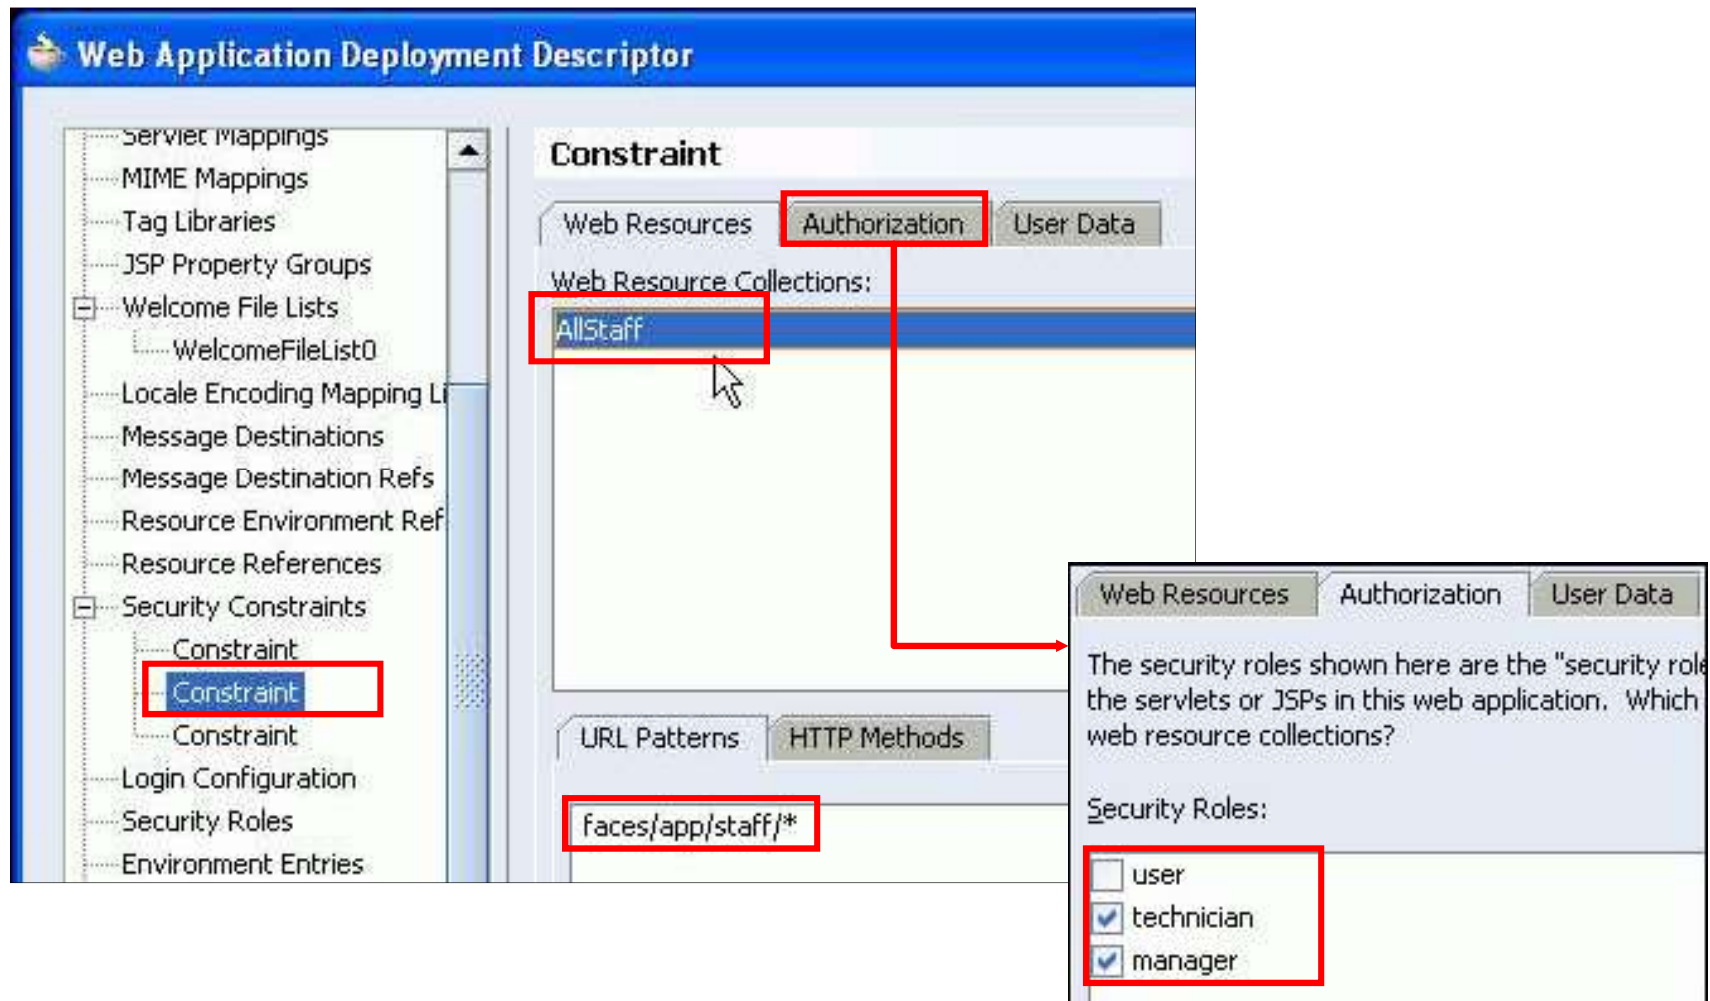 Web Application Deployment Descriptor
Servlet Mappings
MIME Mappings
Tag Libraries
JSP Property Groups
Welcome File Lists
WelcomeFileList0
Locale Encoding Mapping Li
Message Destinations
Message Destination Refs
Resource Environment Ref
Resource References
Security Constraints
Constraint
Constraint
Constraint
Login Configuration
Security Roles
Environment Entries
Constraint
Web Resources Authorization User Data
Web Resource Collections:
AllStaff
URL Patterns HTTP Methods
faces/app/staff/*
Web Resources Authorization User Data
The security roles shown here are the "security role
the servlets or JSPs in this web application. Which
web resource collections?
Security Roles:
user
technician
manager